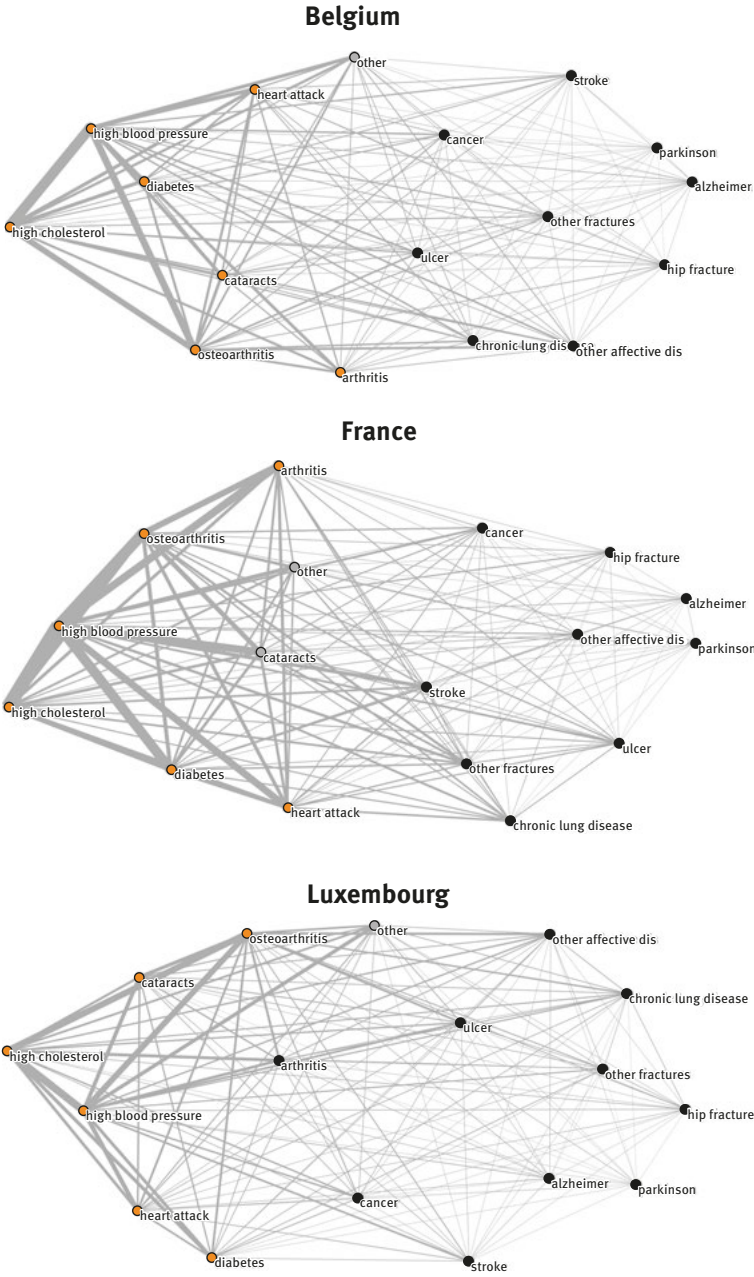 Belgium
other
stroke
heart attack
high blood pressure
cancer
parkinson
diabetes
alzheimer
other fractures
high cholesterol
ulcer
hip fracture
cataracts
osteoarthritis
chronic lung disease
other affective dis
arthritis
France
arthritis
osteoarthritis
cancer
hip fracture
other
alzheimer
high blood pressure
other affective dis
parkinson
cataracts
stroke
high cholesterol
ulcer
diabetes
other fractures
heart attack
chronic lung disease
Luxembourg
osteoarthritis
other
other affective dis
cataracts
chronic lung disease
ulcer
high cholesterol
arthritis
other fractures
high blood pressure
hip fracture
alzheimer
parkinson
cancer
heart attack
diabetes
stroke